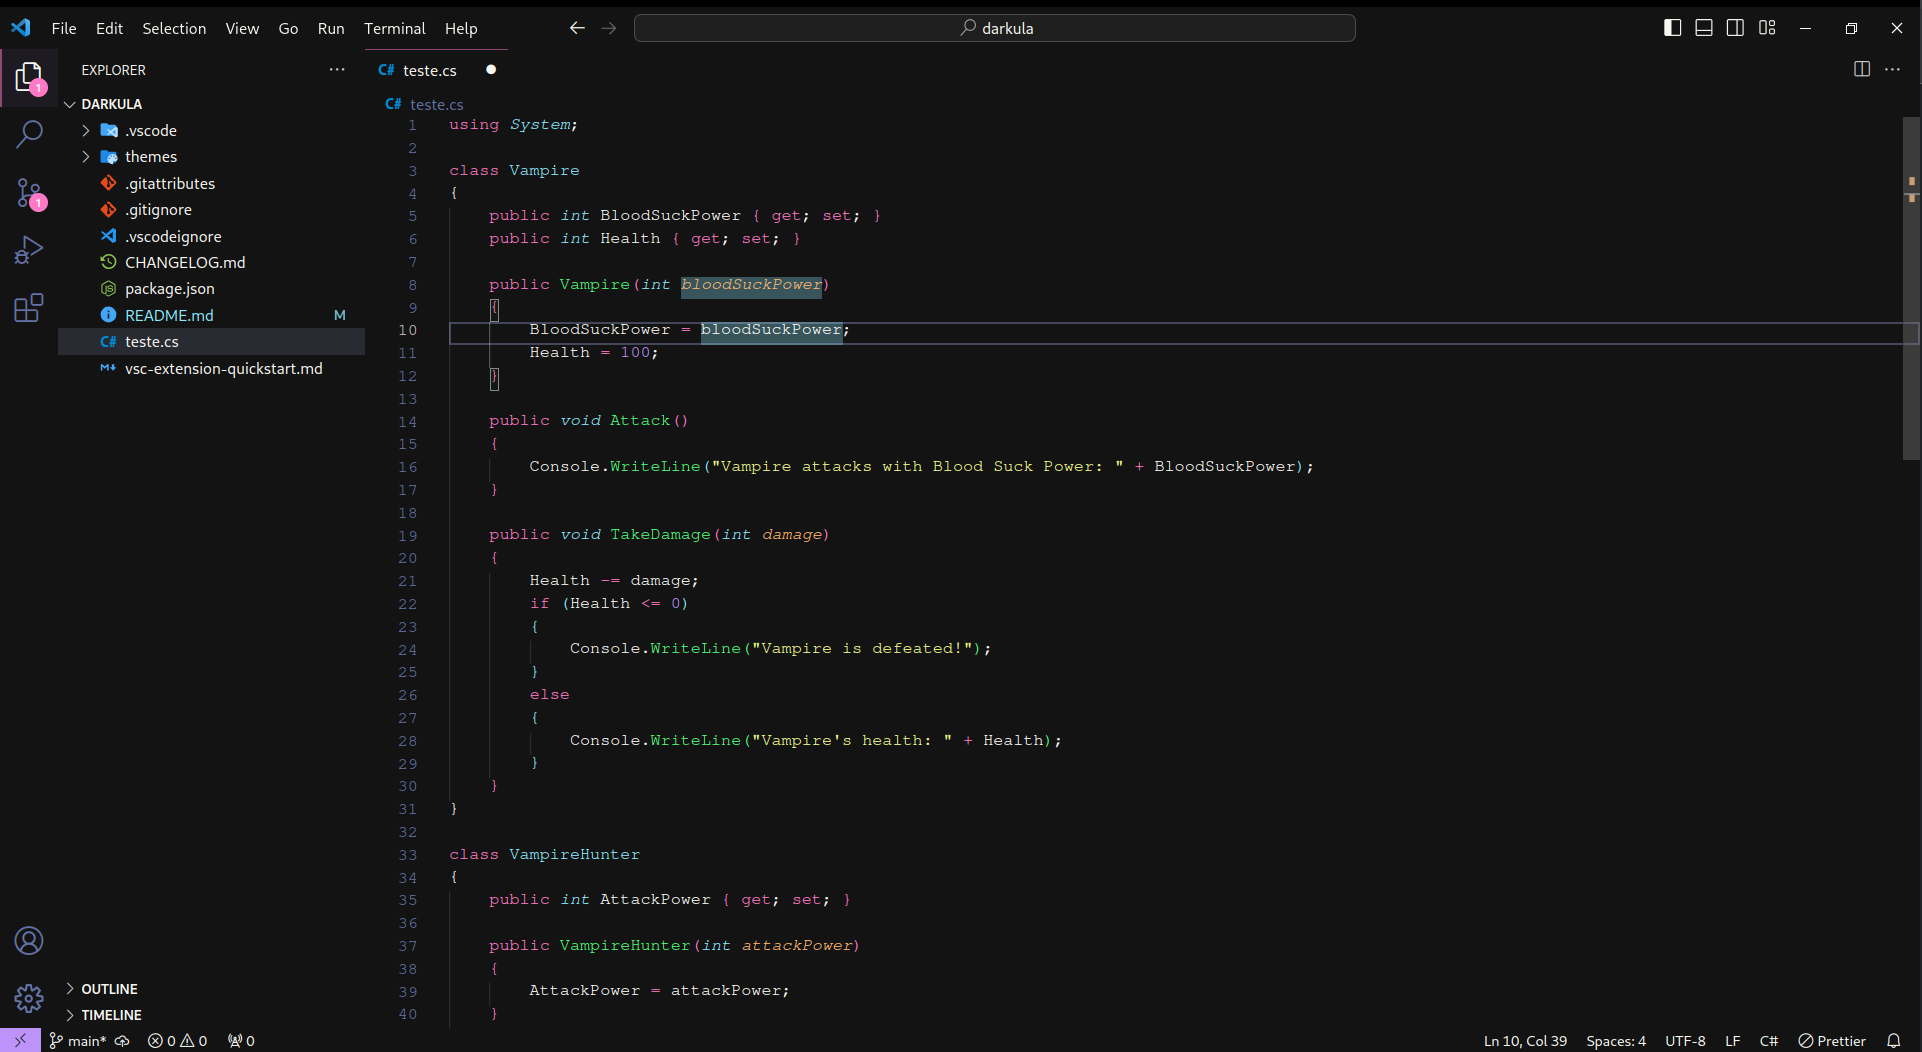 File Edit Selection View Go Run Terminal Help
darkula
EXPLORER
DARKULA
.vscode
themes
.gitattributes
.gitignore
.vscodeignore
CHANGELOG.md
package.json
README.md M
teste.cs
vsc-extension-quickstart.md
OUTLINE
TIMELINE
1
1
C# teste.cs
C# teste.cs
1 using System;
2
3 class Vampire
4 {
5     public int BloodSuckPower { get; set; }
6     public int Health { get; set; }
7
8     public Vampire(int bloodSuckPower)
9     {
10         BloodSuckPower = bloodSuckPower;
11         Health = 100;
12     }
13
14     public void Attack()
15     {
16         Console.WriteLine("Vampire attacks with Blood Suck Power: " + BloodSuckPower);
17     }
18
19     public void TakeDamage(int damage)
20     {
21         Health -= damage;
22         if (Health <= 0)
23         {
24             Console.WriteLine("Vampire is defeated!");
25         }
26         else
27         {
28             Console.WriteLine("Vampire's health: " + Health);
29         }
30     }
31 }
32
33 class VampireHunter
34 {
35     public int AttackPower { get; set; }
36
37     public VampireHunter(int attackPower)
38     {
39         AttackPower = attackPower;
40     }
main* 0 0 0 Ln 10, Col 39 Spaces: 4 UTF-8 LF C# Prettier